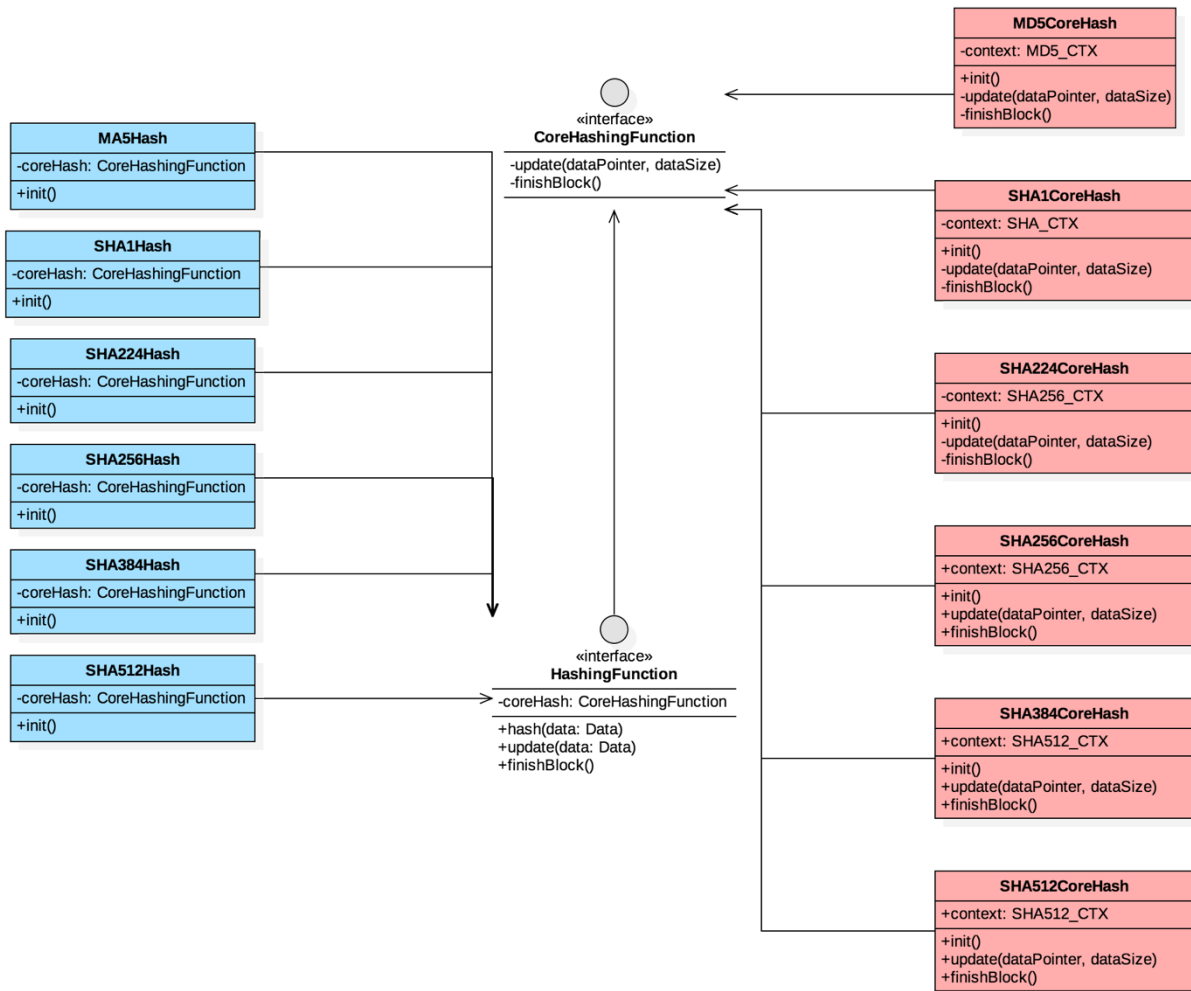 MA5Hash
-coreHash: CoreHashingFunction
+init()
SHA1Hash
-coreHash: CoreHashingFunction
+init()
SHA224Hash
-coreHash: CoreHashingFunction
+init()
SHA256Hash
-coreHash: CoreHashingFunction
+init()
SHA384Hash
-coreHash: CoreHashingFunction
+init()
SHA512Hash
-coreHash: CoreHashingFunction
+init()
«interface»
CoreHashingFunction
-update(dataPointer, dataSize)
-finishBlock()
«interface»
HashingFunction
-coreHash: CoreHashingFunction
+hash(data: Data)
+update(data: Data)
+finishBlock()
MD5CoreHash
-context: MD5_CTX
+init()
-update(dataPointer, dataSize)
-finishBlock()
SHA1CoreHash
-context: SHA_CTX
+init()
-update(dataPointer, dataSize)
-finishBlock()
SHA224CoreHash
-context: SHA256_CTX
+init()
-update(dataPointer, dataSize)
-finishBlock()
SHA256CoreHash
+context: SHA256_CTX
+init()
+update(dataPointer, dataSize)
+finishBlock()
SHA384CoreHash
+context: SHA512_CTX
+init()
+update(dataPointer, dataSize)
+finishBlock()
SHA512CoreHash
+context: SHA512_CTX
+init()
+update(dataPointer, dataSize)
+finishBlock()